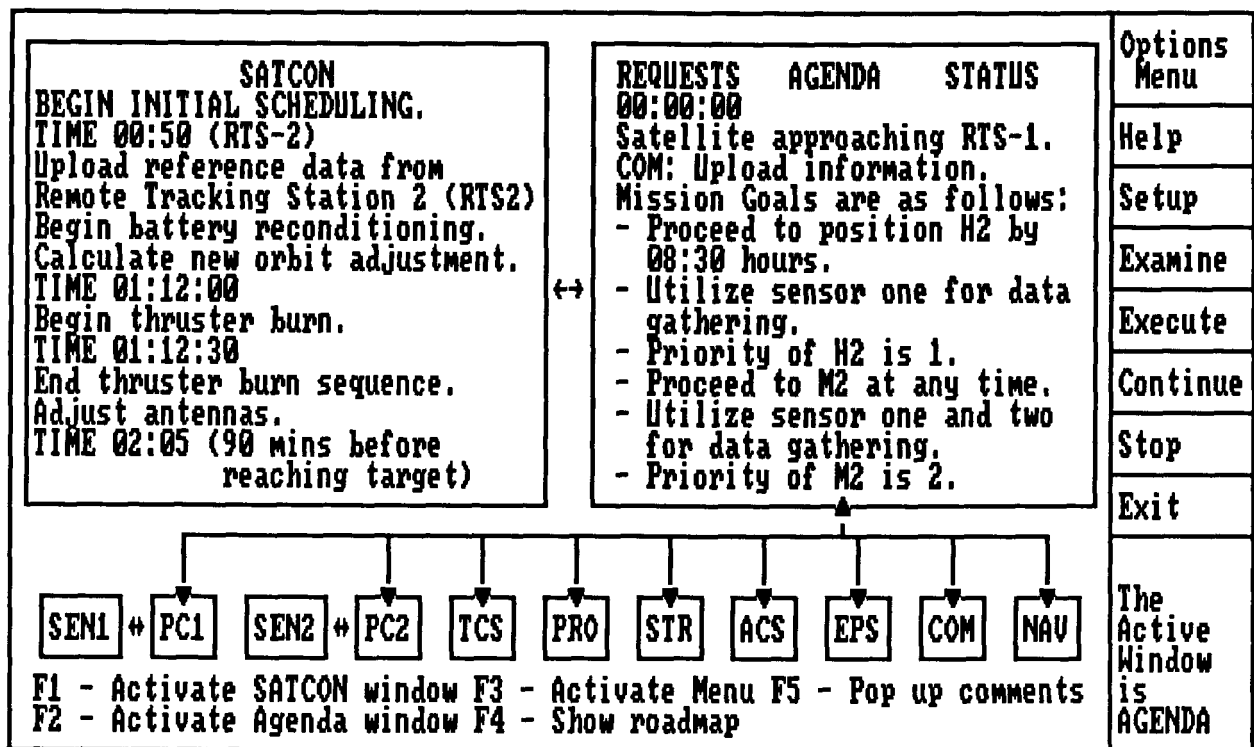 SATCON
BEGIN INITIAL SCHEDULING.
TIME 00:50 (RTS-2)
Upload reference data from
Remote Tracking Station 2 (RTS2)
Begin battery reconditioning.
Calculate new orbit adjustment.
TIME 01:12:00
Begin thruster burn.
TIME 01:12:30
End thruster burn sequence.
Adjust antennas.
TIME 02:05 (90 mins before
reaching target)
↔
REQUESTS AGENDA STATUS
00:00:00
Satellite approaching RTS-1.
COM: Upload information.
Mission Goals are as follows:
- Proceed to position H2 by
08:30 hours.
- Utilize sensor one for data
gathering.
- Priority of H2 is 1.
- Proceed to M2 at any time.
- Utilize sensor one and two
for data gathering.
- Priority of M2 is 2.
SEN1 ↔ PC1 SEN2 ↔ PC2 TCS PRO STR ACS EPS COM NAV
F1 - Activate SATCON window F3 - Activate Menu F5 - Pop up comments
F2 - Activate Agenda window F4 - Show roadmap
Options
Menu
Help
Setup
Examine
Execute
Continue
Stop
Exit
The
Active
Window
is
AGENDA